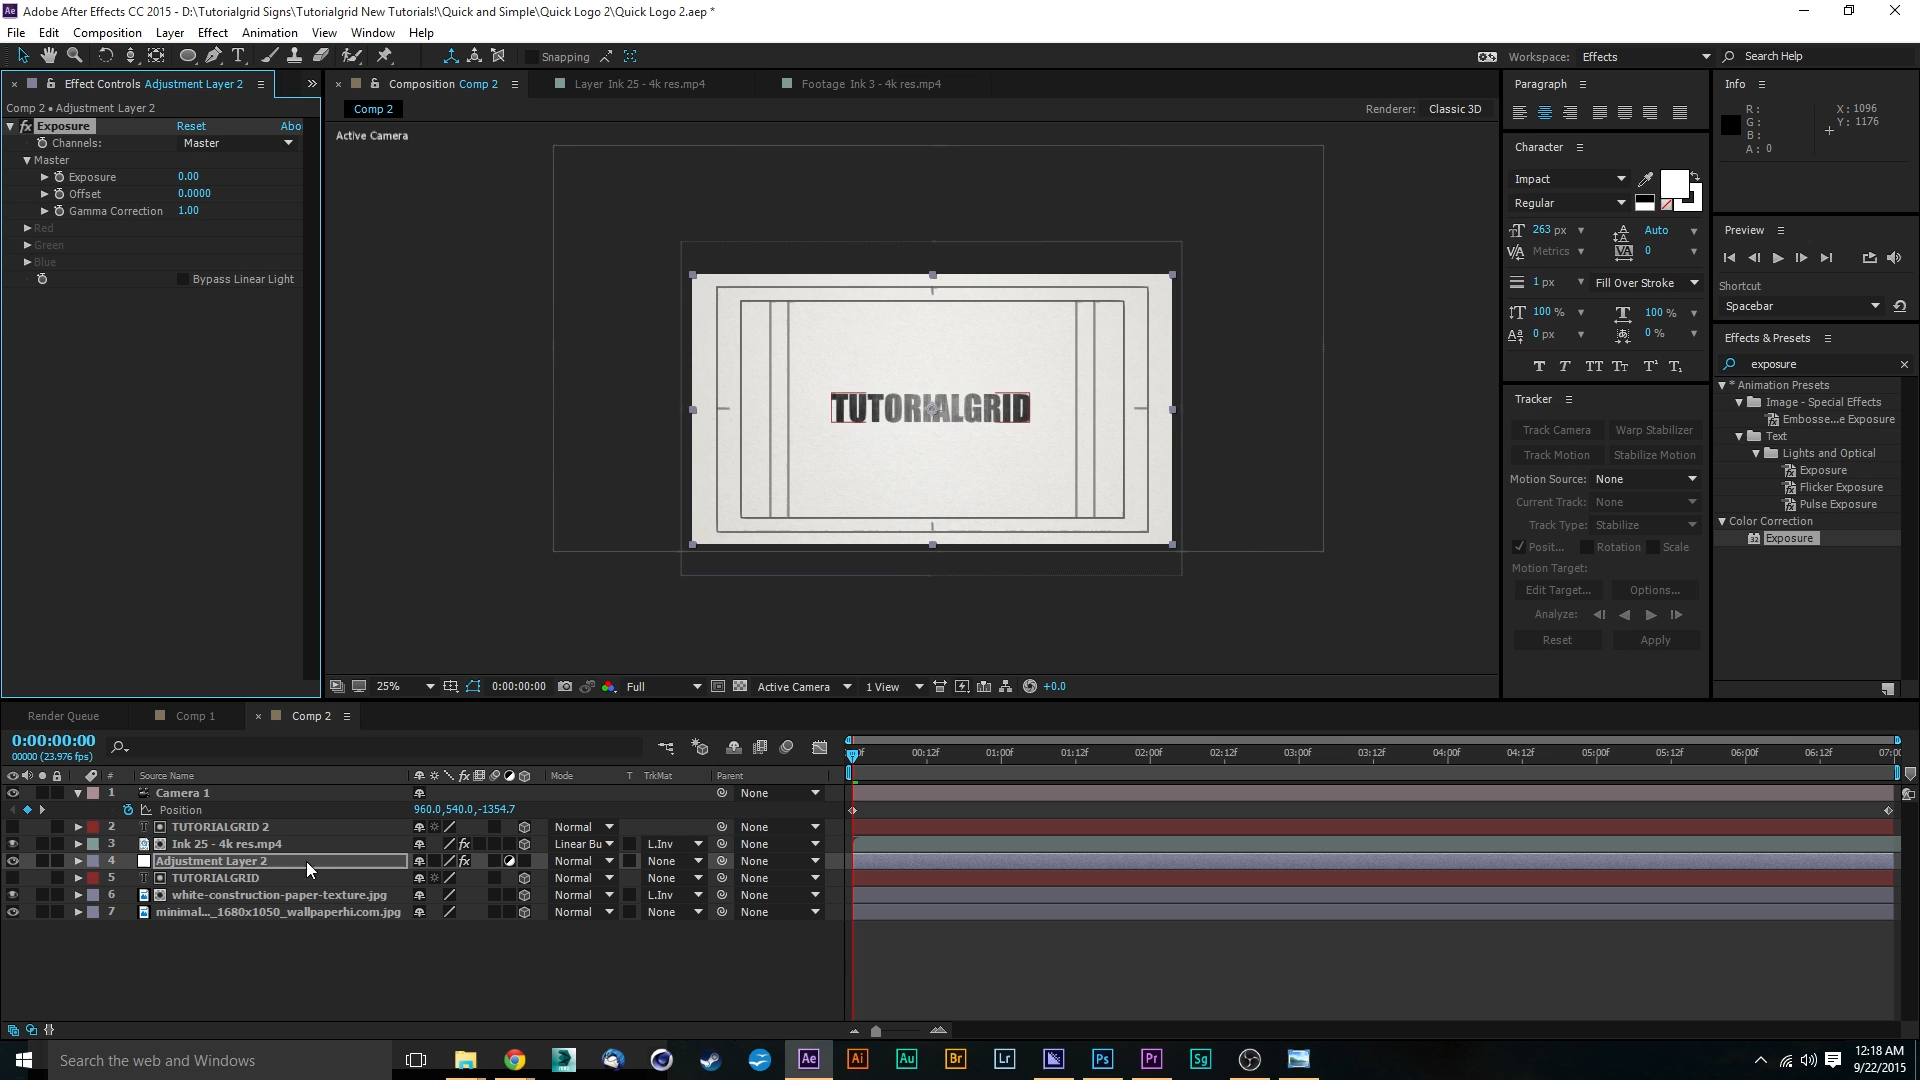 Adobe After Effects CC 2015 - D:\Tutorialgrid Signs\Tutorialgrid New Tutorials!\Quick and Simple\Quick Logo 2\Quick Logo 2.aep *
File Edit Composition Layer Effect Animation View Window Help
Snapping Workspace: Effects Search Help
Effect Controls Adjustment Layer 2
Composition Comp 2
Layer Ink 25 - 4k res.mp4
Footage Ink 3 - 4k res.mp4
Comp 2 • Adjustment Layer 2
Comp 2
Renderer: Classic 3D
fx Exposure Reset Abo
Channels: Master
Master
Exposure 0.00
Offset 0.0000
Gamma Correction 1.00
Red
Green
Blue
Bypass Linear Light
Active Camera
TUTORIALGRID
25% 0:00:00:00 Full Active Camera 1 View +0.0
Paragraph
Character
Impact
Regular
263 px Auto
Metrics 0
1 px Fill Over Stroke
100 % 100 %
0 px 0 %
Tracker
Track Camera Warp Stabilizer
Track Motion Stabilize Motion
Motion Source: None
Current Track: None
Track Type: Stabilize
Posit... Rotation Scale
Motion Target:
Edit Target... Options...
Analyze:
Reset Apply
Info
R: X: 1096
G: Y: 1176
B:
A: 0
Preview
Shortcut
Spacebar
Effects & Presets
exposure
* Animation Presets
Image - Special Effects
Embosse...e Exposure
Text
Lights and Optical
Exposure
Flicker Exposure
Pulse Exposure
Color Correction
Exposure
Render Queue Comp 1 Comp 2
0:00:00:00
00000 (23.976 fps)
00:12f 01:00f 01:12f 02:00f 02:12f 03:00f 03:12f 04:00f 04:12f 05:00f 05:12f 06:00f 06:12f 07:00
# Source Name Mode T TrkMat Parent
1 Camera 1 None
Position 960.0,540.0,-1354.7
2 T TUTORIALGRID 2 Normal None
3 Ink 25 - 4k res.mp4 fx Linear Bu L.Inv None
4 Adjustment Layer 2 fx Normal None None
5 T TUTORIALGRID Normal None None
6 white-construction-paper-texture.jpg Normal L.Inv None
7 minimal..._1680x1050_wallpaperhi.com.jpg Normal None None
Search the web and Windows
Ae Ai Au Br Lr Ps Pr Sg
12:18 AM
9/22/2015